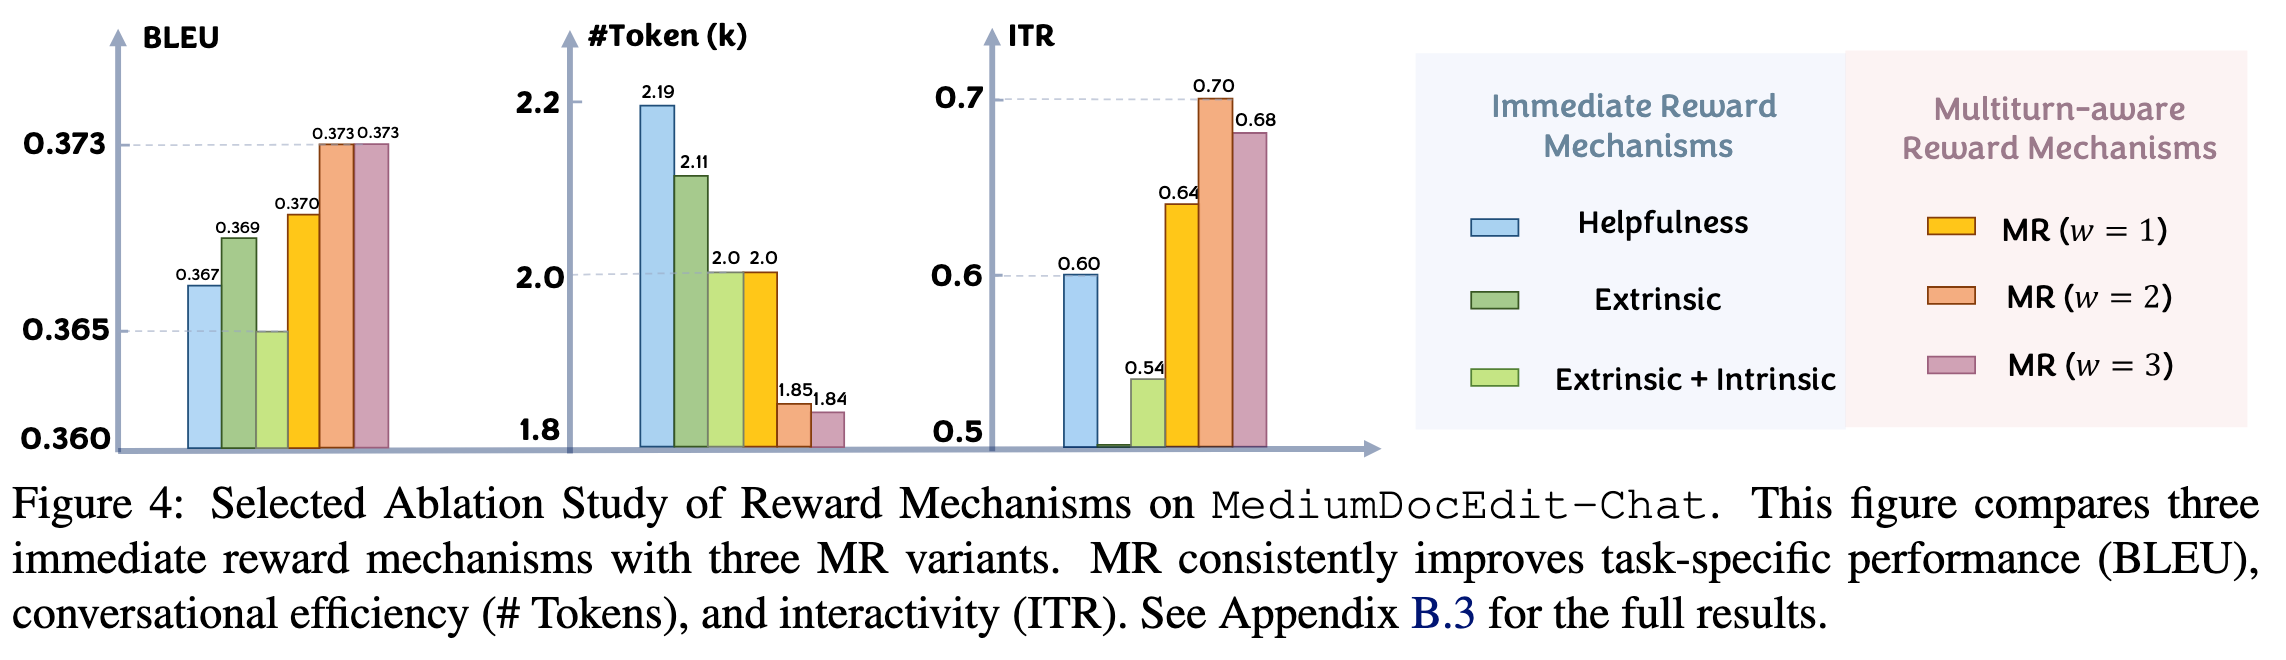 BLEU
0.373
0.365
0.360
0.367
0.369
0.370
0.373 0.373
#Token (k)
2.2
2.0
1.8
2.19
2.11
2.0 2.0
1.85
1.84
ITR
0.7
0.6
0.5
0.60
0.54
0.64
0.70
0.68
Immediate Reward
Mechanisms
Helpfulness
Extrinsic
Extrinsic + Intrinsic
Multiturn-aware
Reward Mechanisms
MR (w = 1)
MR (w = 2)
MR (w = 3)
Figure 4: Selected Ablation Study of Reward Mechanisms on MediumDocEdit-Chat. This figure compares three
immediate reward mechanisms with three MR variants. MR consistently improves task-specific performance (BLEU),
conversational efficiency (# Tokens), and interactivity (ITR). See Appendix B.3 for the full results.